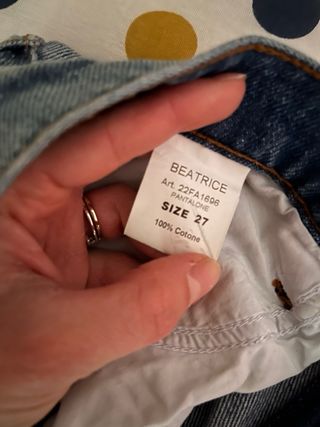 BEATRICE
Art. 22FA1696
PANTALONE
SIZE 27
100% Cotone